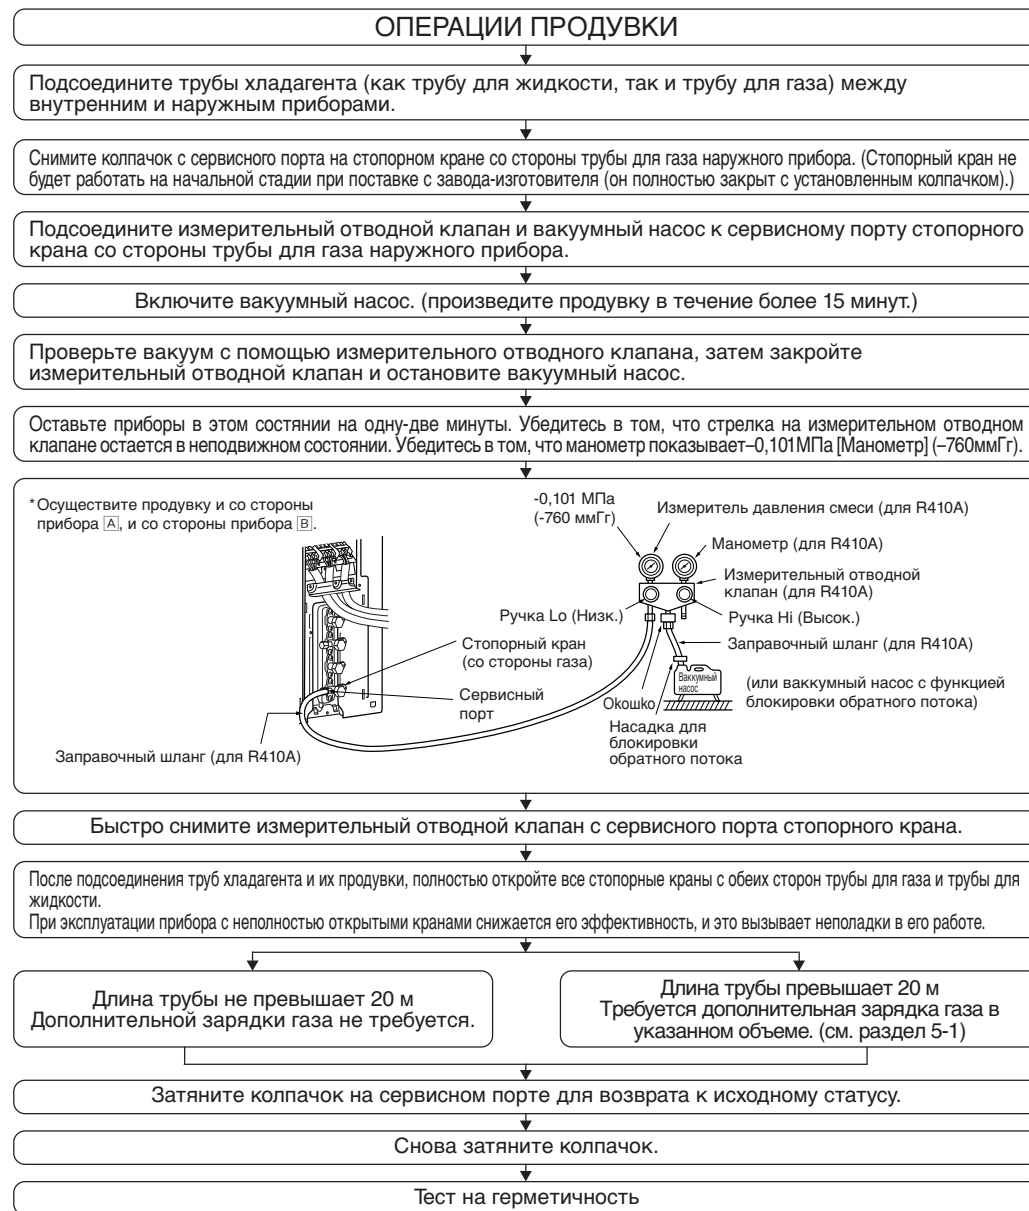 ОПЕРАЦИИ ПРОДУВКИ
Подсоедините трубы хладагента (как трубу для жидкости, так и трубу для газа) между
внутренним и наружным приборами.
Снимите колпачок с сервисного порта на стопорном кране со стороны трубы для газа наружного прибора. (Стопорный кран не
будет работать на начальной стадии при поставке с завода-изготовителя (он полностью закрыт с установленным колпачком).)
Подсоедините измерительный отводной клапан и вакуумный насос к сервисному порту стопорного
крана со стороны трубы для газа наружного прибора.
Включите вакуумный насос. (произведите продувку в течение более 15 минут.)
Проверьте вакуум с помощью измерительного отводного клапана, затем закройте
измерительный отводной клапан и остановите вакуумный насос.
Оставьте приборы в этом состянии на одну-две минуты. Убедитесь в том, что стрелка на измерительном отводном
клапане остается в неподвижном состоянии. Убедитесь в том, что манометр показывает–0,101МПа [Манометр] (–760ммГг).
*Осуществите продувку и со стороны
прибора A, и со стороны прибора B.
-0,101 МПа
(-760 ммГг)
Измеритель давления смеси (для R410A)
Манометр (для R410A)
Измерительный отводной
клапан (для R410A)
Ручка Lo (Низк.)
Ручка Hi (Высок.)
Стопорный кран
(со стороны газа)
Заправочный шланг (для R410A)
Сервисный
порт
Ваккумный
насос
(или ваккумный насос с функцией
блокировки обратного потока)
Okoшko
Насадка для
блокировки
обратного потока
Заправочный шланг (для R410A)
Быстро снимите измерительный отводной клапан с сервисного порта стопорного крана.
После подсоединения труб хладагента и их продувки, полностью откройте все стопорные краны с обеих сторон трубы для газа и трубы для
жидкости.
При эксплуатации прибора с неполностью открытыми кранами снижается его эффективность, и это вызывает неполадки в его работе.
Длина трубы не превышает 20 м
Дополнительной зарядки газа не требуется.
Длина трубы превышает 20 м
Требуется дополнительная зарядка газа в
указанном объеме. (см. раздел 5-1)
Затяните колпачок на сервисном порте для возврата к исходному статусу.
Снова затяните колпачок.
Тест на герметичность